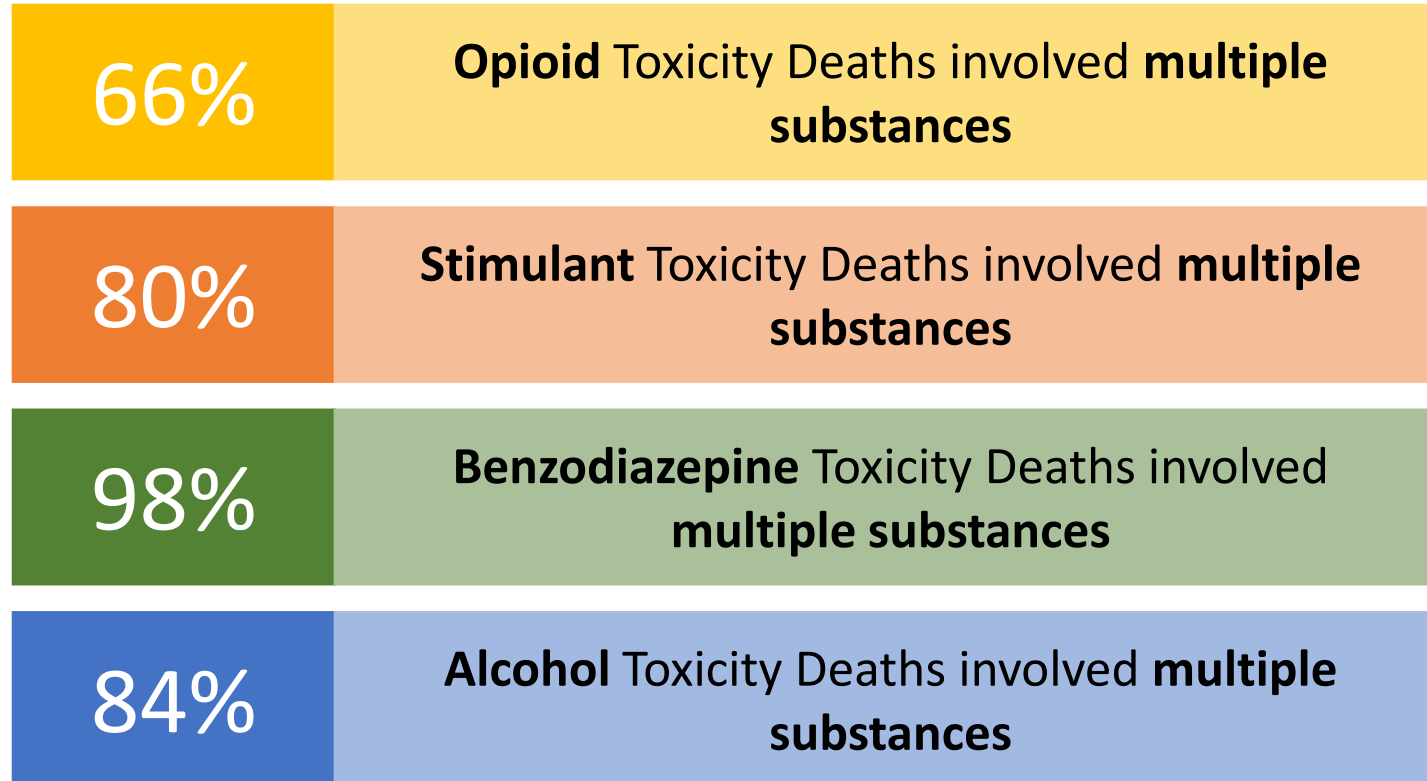 66%
Opioid Toxicity Deaths involved multiple
substances
80%
Stimulant Toxicity Deaths involved multiple
substances
98%
Benzodiazepine Toxicity Deaths involved
multiple substances
84%
Alcohol Toxicity Deaths involved multiple
substances